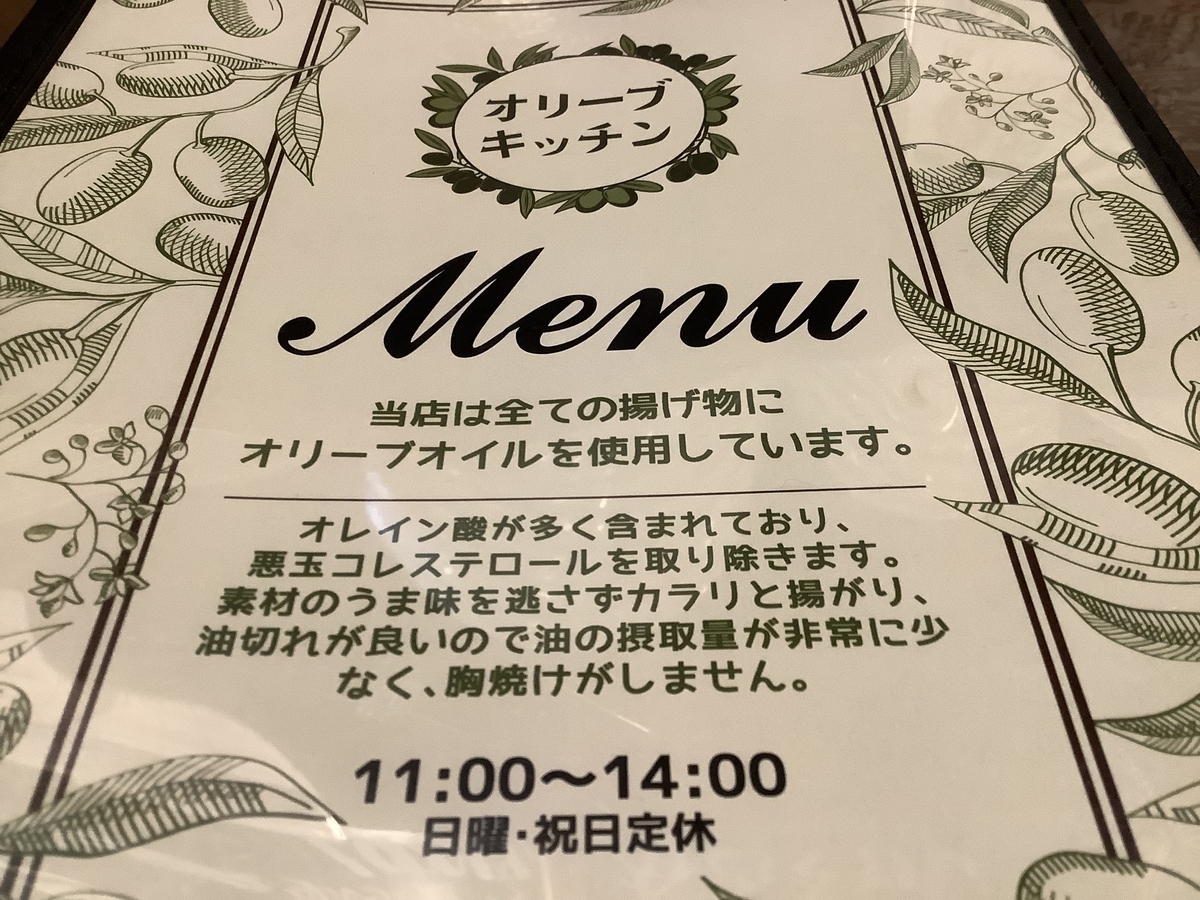 オリーブ
キッチン
Menu
当店は全ての揚げ物に
オリーブオイルを使用しています。
オレイン酸が多く含まれており、
悪玉コレステロールを取り除きます。
素材のうま味を逃さずカラリと揚がり、
油切れが良いので油の摂取量が非常に少
なく、胸焼けがしません。
11:00～14:00
日曜･祝日定休